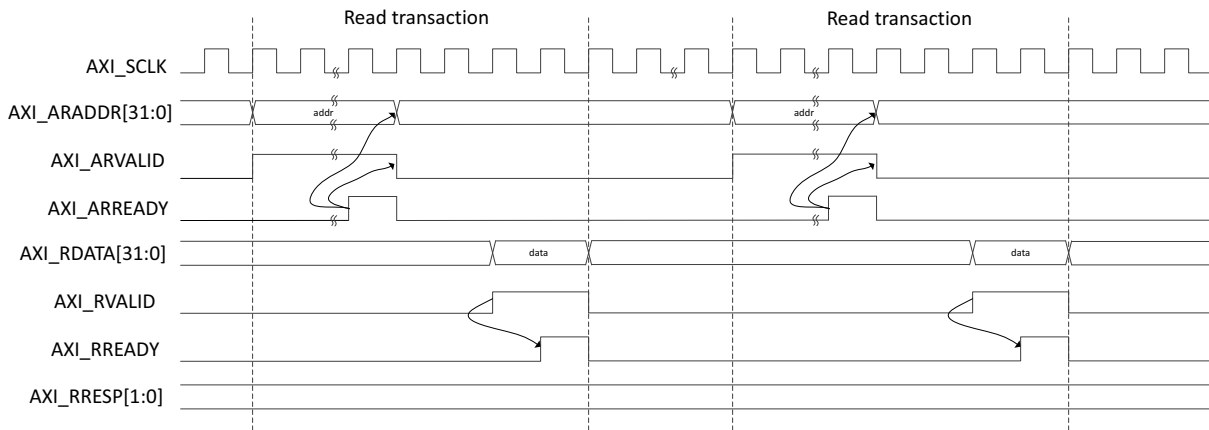 Read transaction Read transaction
AXI_SCLK
AXI_ARADDR[31:0] addr addr
AXI_ARVALID
AXI_ARREADY
AXI_RDATA[31:0] data data
AXI_RVALID
AXI_RREADY
AXI_RRESP[1:0]